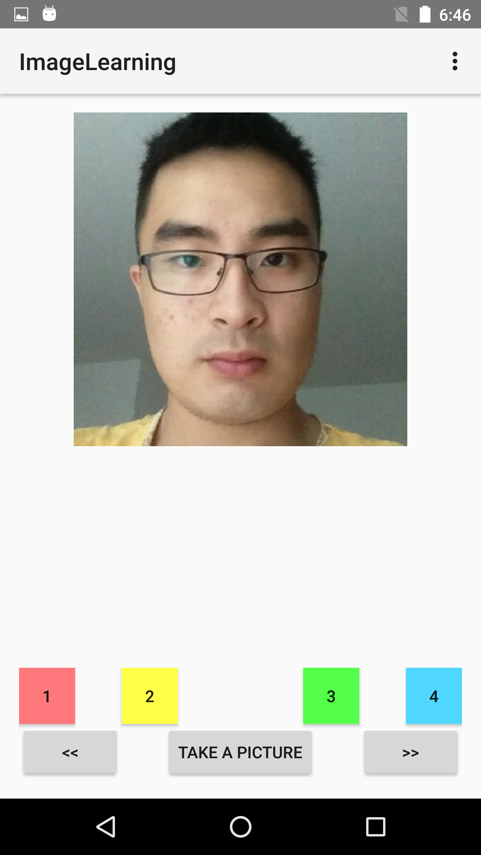 6:46
ImageLearning
1 2 3 4
<< TAKE A PICTURE >>